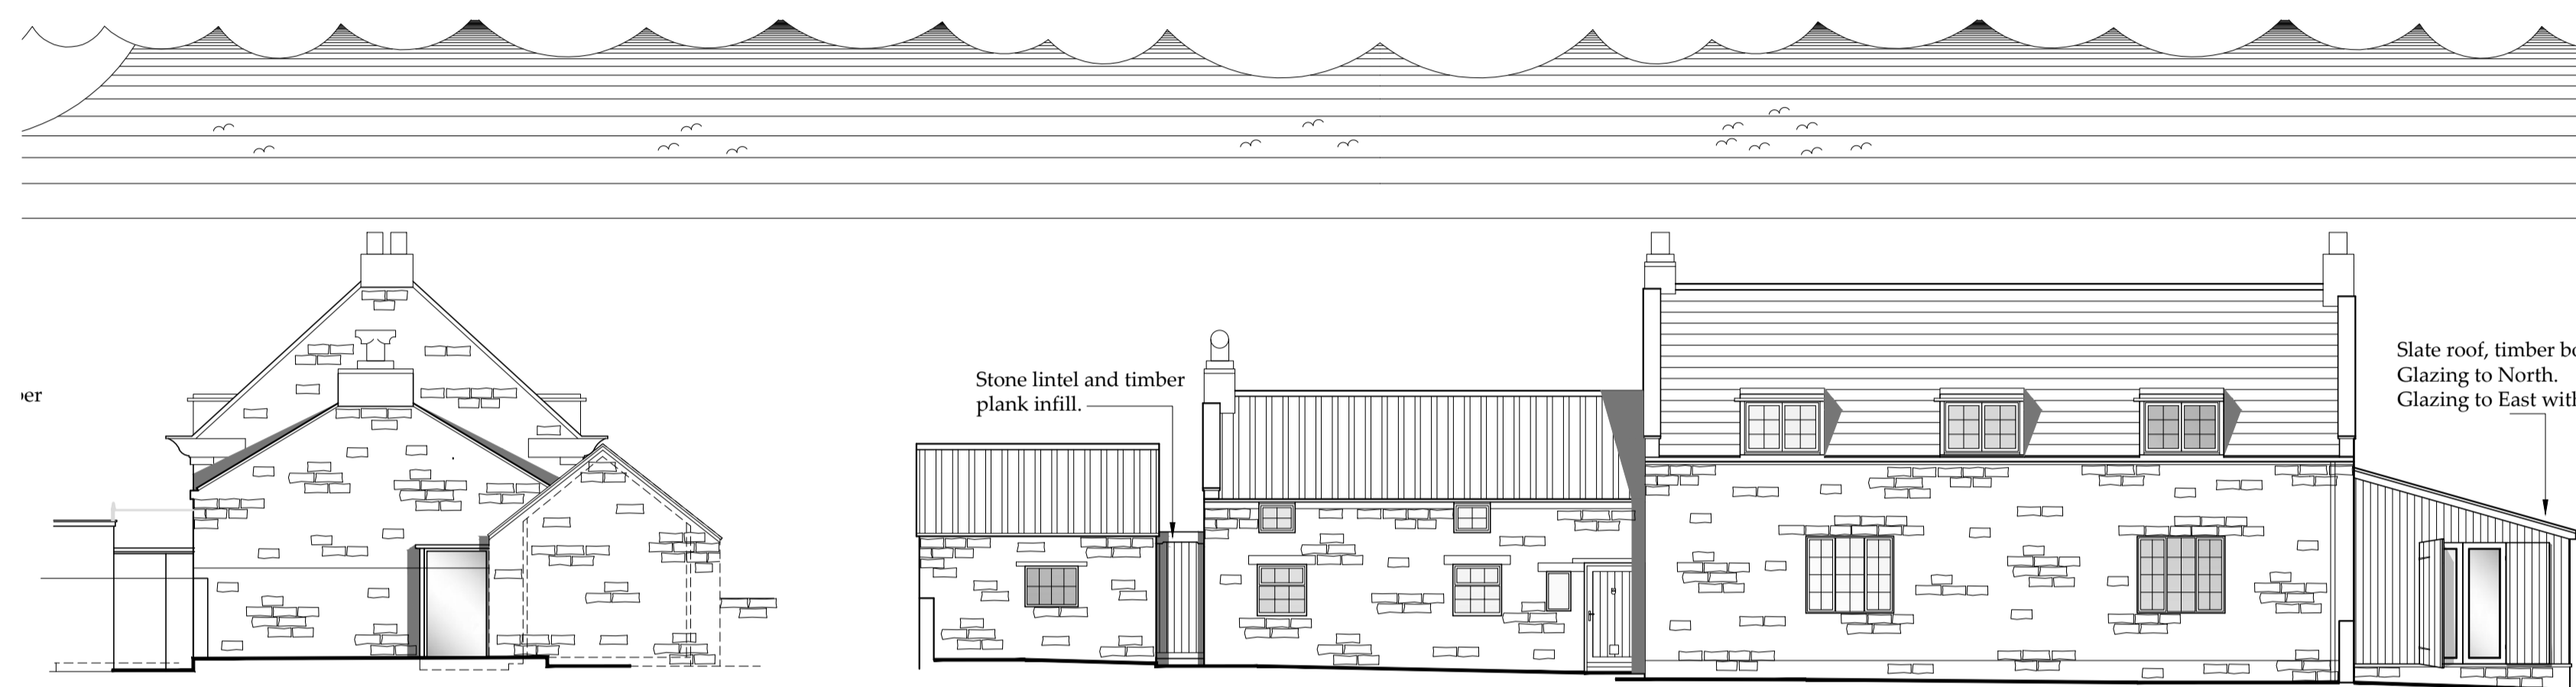 Stone lintel and timber
plank infill.
Slate roof, timber
Glazing to North.
Glazing to East